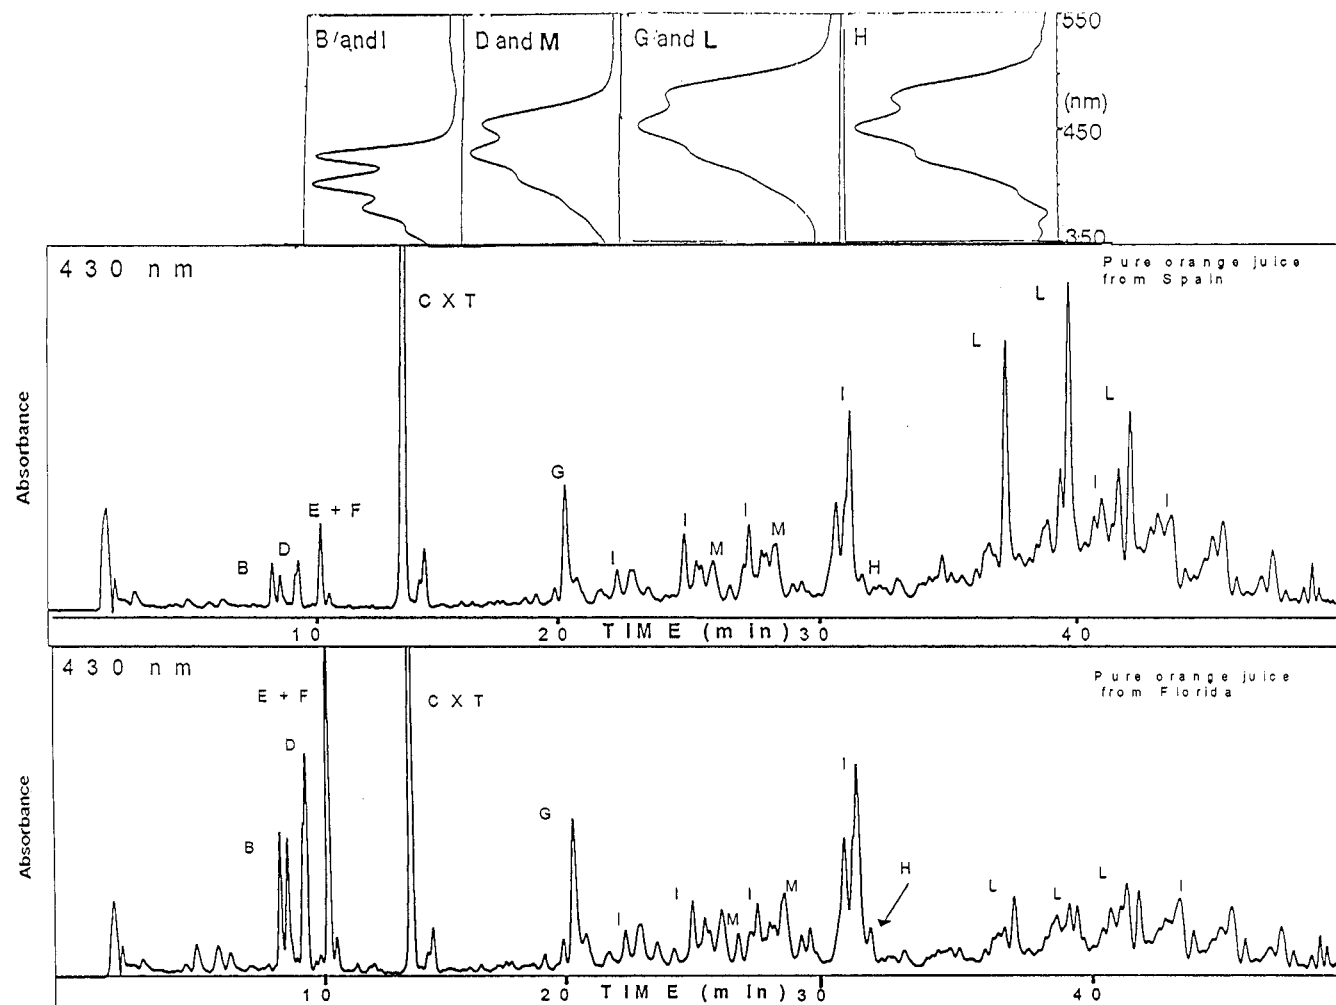 B and I
D and M
G and L
H
550
(nm)
450
350
430 nm
Pure orange juice
from Spain
CXT
L
L
L
I
G
E + F
I
I
I
I
M
M
D
B
I
H
Absorbance
10
20
TIME (min)
30
40
430 nm
Pure orange juice
from Florida
E + F
CXT
D
I
G
B
H
L
L
L
I
I
I
M
M
I
Absorbance
10
20
TIME (min)
30
40